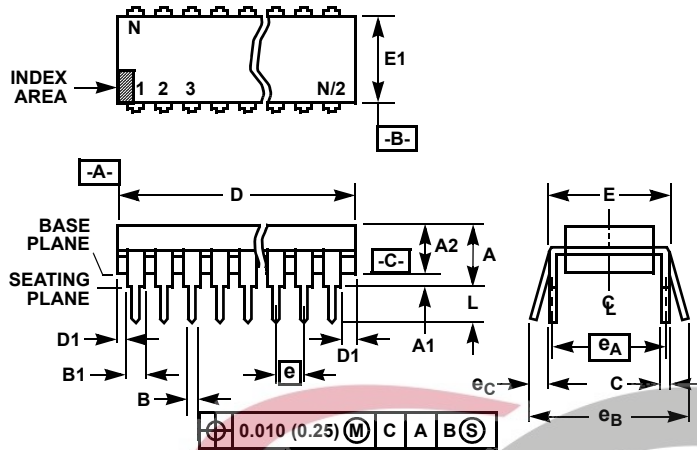 N
E1
INDEX
AREA
1 2 3 N/2
-B-
-A-
D E
BASE
PLANE
A2 A
-C-
SEATING
PLANE
L
C̵L
D1 A1 D1
e
eA
B1
eC C
B
eB
⌖ 0.010 (0.25) Ⓜ C A B Ⓢ